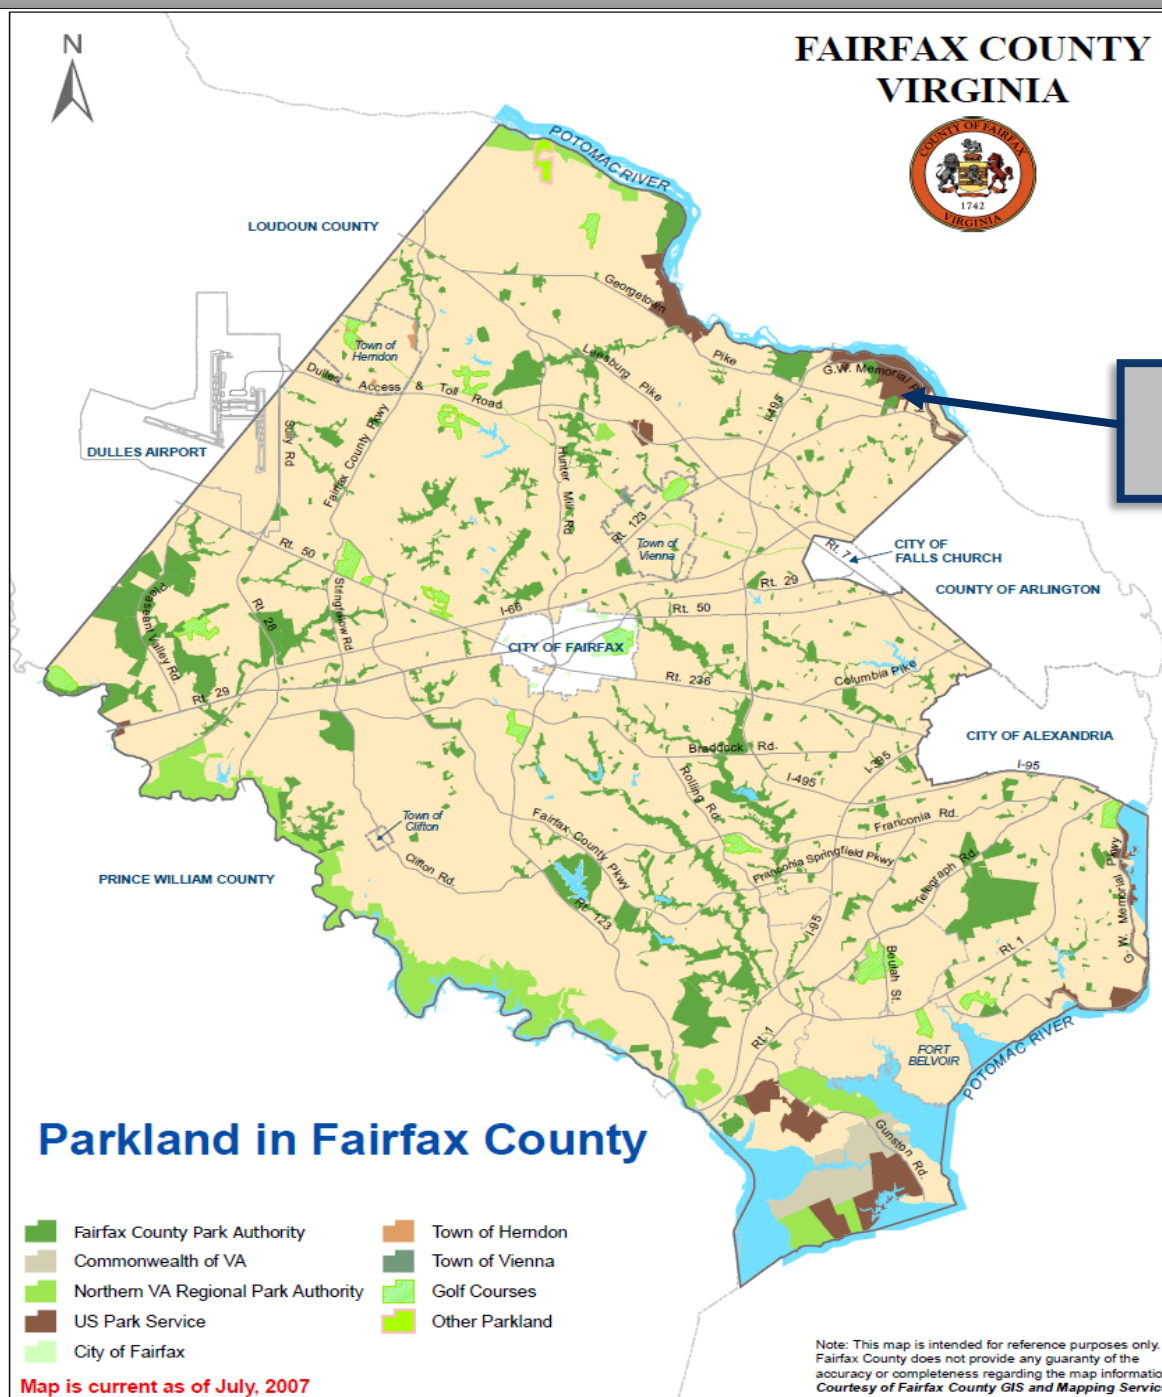 N
FAIRFAX COUNTY
VIRGINIA
COUNTY OF FAIRFAX
1742
VIRGINIA
POTOMAC RIVER
LOUDOUN COUNTY
Georgetown
Pike
Leesburg
Pike
G.W. Memorial
Town of
Herndon
Dulles Access & Toll Road
I-495
Sully Rd
Fairfax County Pkwy
DULLES AIRPORT
Hunter Mill Rd
Rt. 123
Town of
Vienna
Rt. 50
Rt. 7
CITY OF
FALLS CHURCH
COUNTY OF ARLINGTON
Rt. 29
Rt. 50
I-66
Pleaseant Valley Rd.
Rt. 28
Stringfellow Rd.
CITY OF FAIRFAX
Rt. 236
Columbia Pike
Rt. 29
Braddock Rd.
CITY OF ALEXANDRIA
I-395
I-95
I-495
Rolling Rd.
Town of
Clifton
Fairfax County Pkwy
Franconia Rd.
Franconia Springfield Pkwy
Clifton Rd.
PRINCE WILLIAM COUNTY
Telegraph Rd.
G. W. Memorial Pkwy
Rt. 123
I-95
Beulah St.
Rt. 1
Rt. 1
FORT
BELVOIR
POTOMAC RIVER
Gunston Rd.
Parkland in Fairfax County
Fairfax County Park Authority
Town of Herndon
Commonwealth of VA
Town of Vienna
Northern VA Regional Park Authority
Golf Courses
US Park Service
Other Parkland
City of Fairfax
Map is current as of July, 2007
Note: This map is intended for reference purposes only.
Fairfax County does not provide any guaranty of the
accuracy or completeness regarding the map informatio
Courtesy of Fairfax County GIS and Mapping Servic